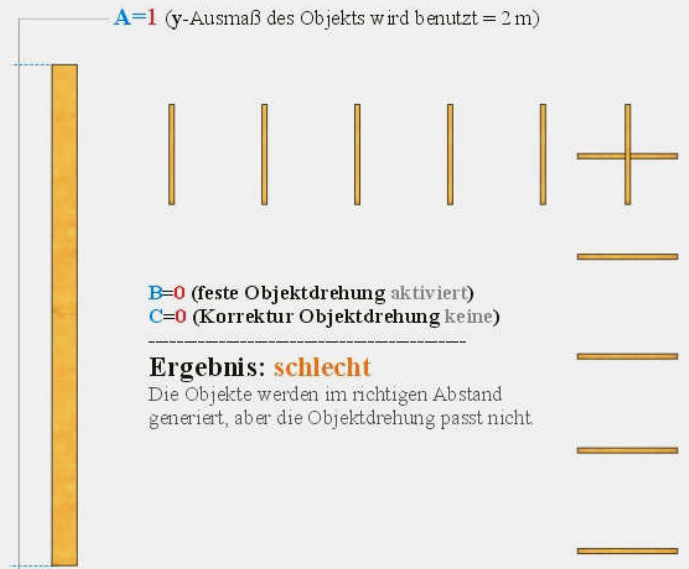 A=1 (y-Ausmaß des Objekts wird benutzt = 2 m)
B=0 (feste Objektdrehung aktiviert)
C=0 (Korrektur Objektdrehung keine)
Ergebnis: schlecht
Die Objekte werden im richtigen Abstand
generiert, aber die Objektdrehung passt nicht.